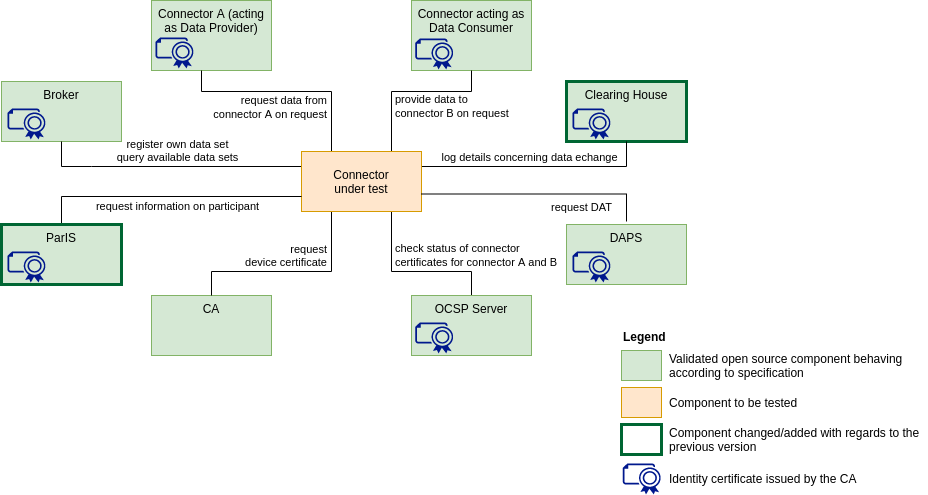 Connector A (acting
as Data Provider)
Connector acting as
Data Consumer
Broker
Clearing House
request data from
connector A on request
provide data to
connector B on request
register own data set
query available data sets
log details concerning data echange
Connector
under test
request information on participant
request DAT
ParIS
DAPS
request
device certificate
check status of connector
certificates for connector A and B
CA
OCSP Server
Legend
Validated open source component behaving
according to specification
Component to be tested
Component changed/added with regards to the
previous version
Identity certificate issued by the CA